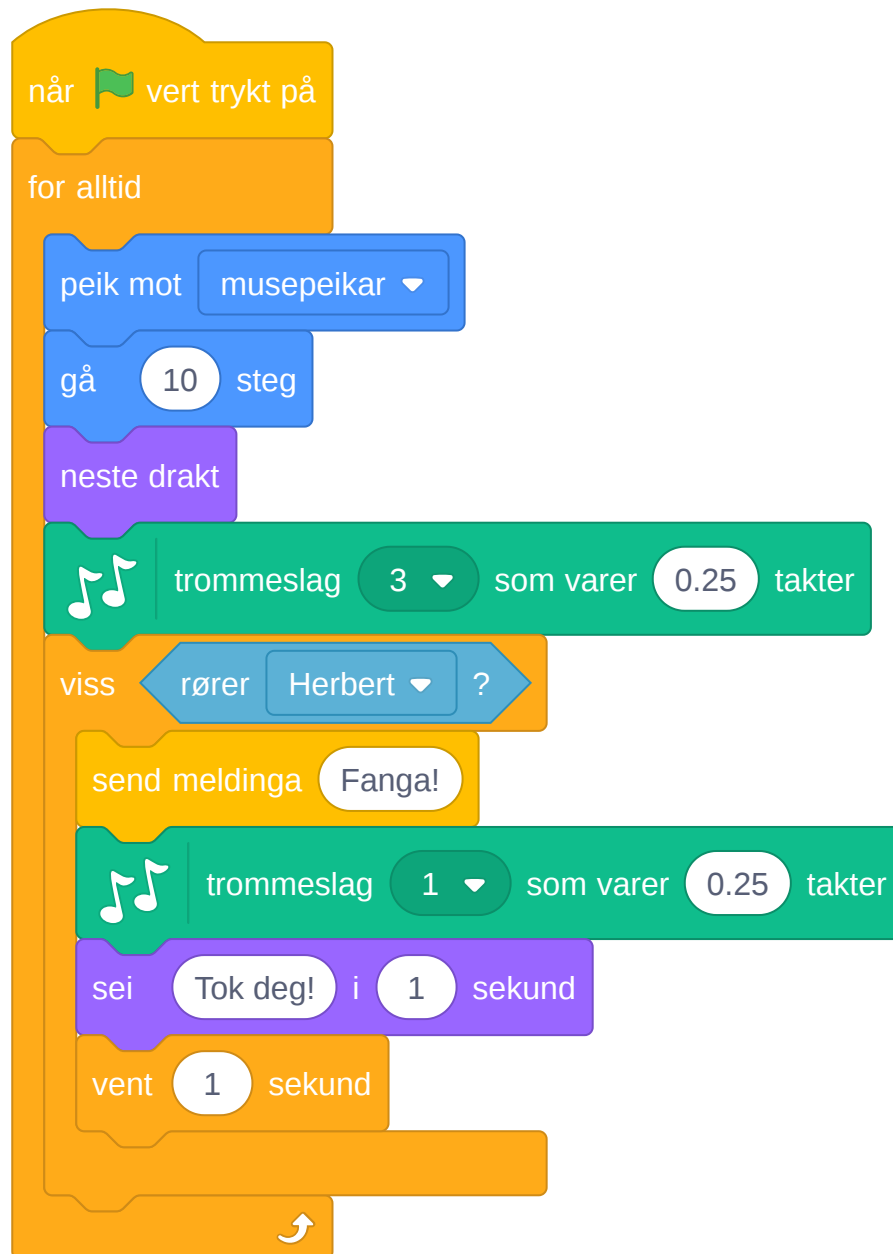 når vert trykt på
for alltid
peik mot musepeikar
gå 10 steg
neste drakt
trommeslag 3 som varer 0.25 takter
viss rører Herbert ?
send meldinga Fanga!
trommeslag 1 som varer 0.25 takter
sei Tok deg! i 1 sekund
vent 1 sekund